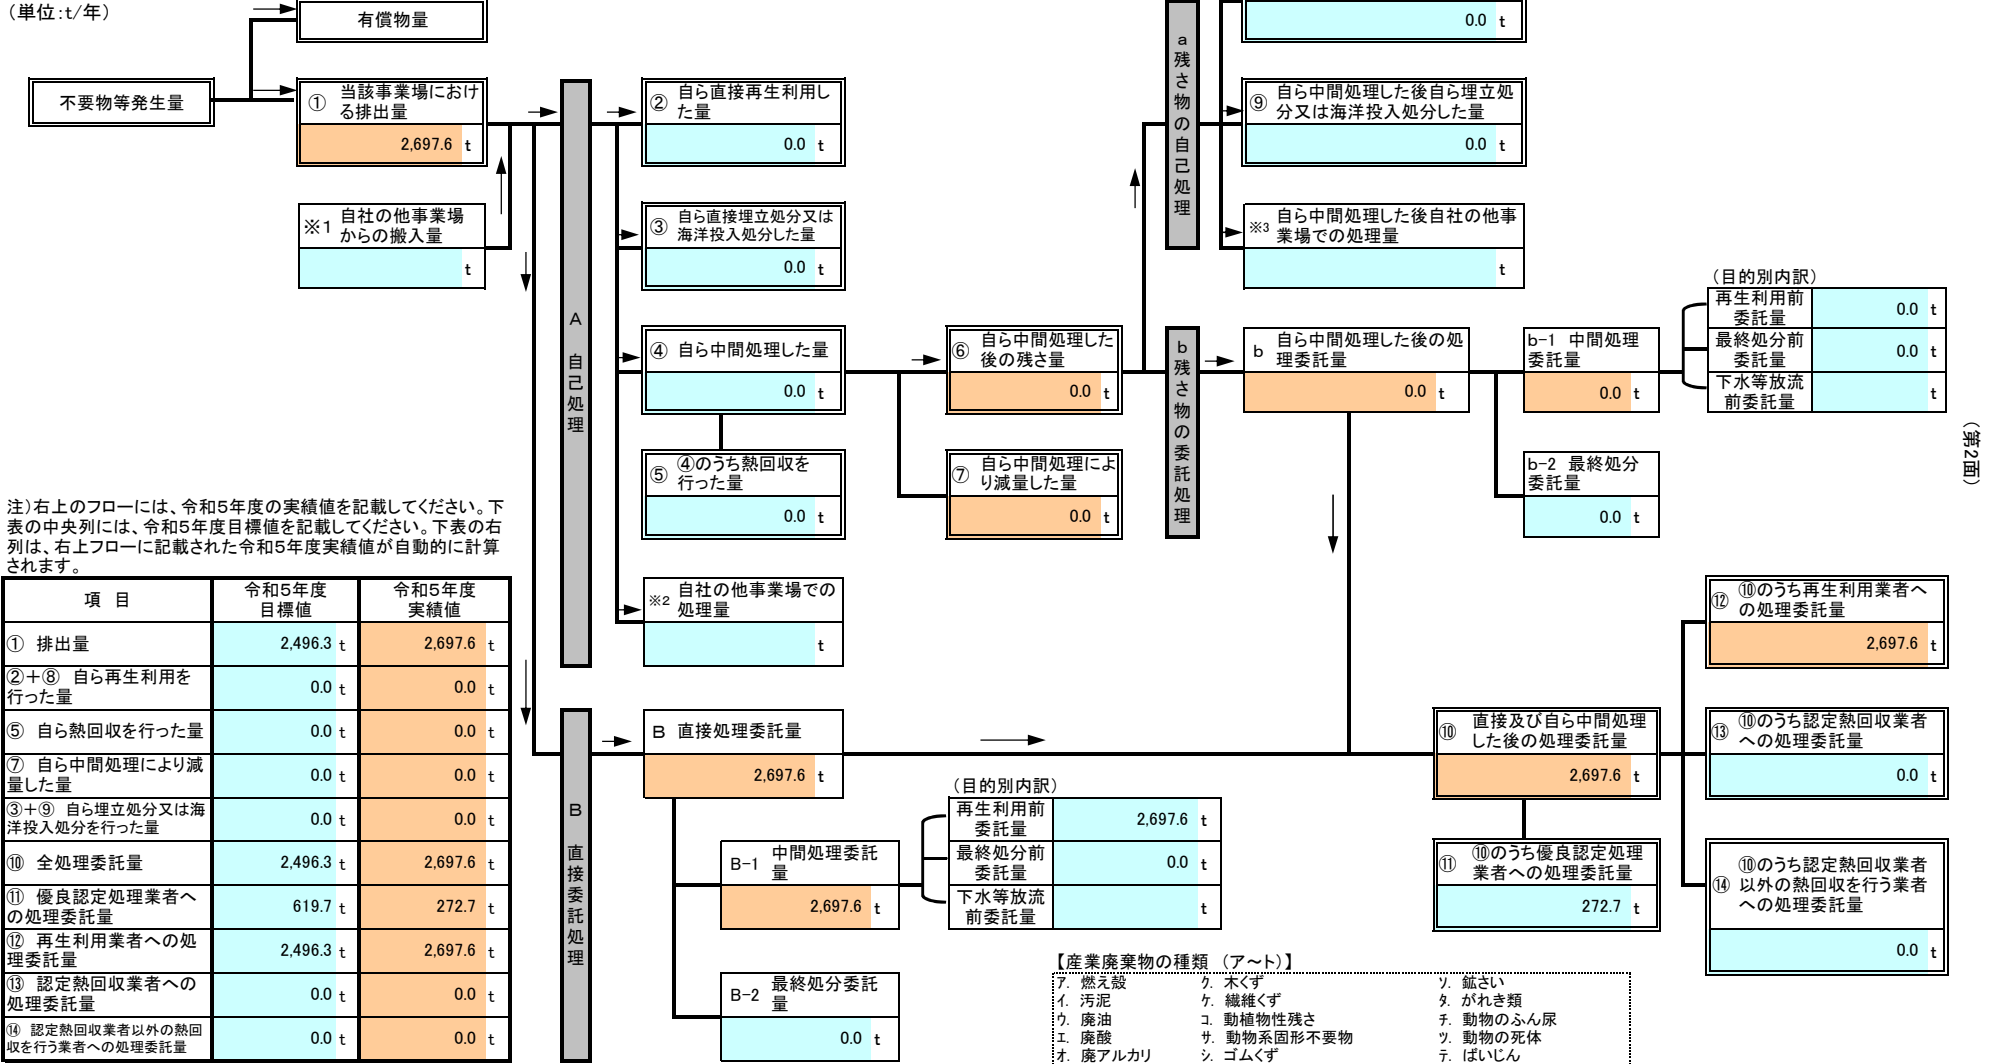 （単位:t/年）
有償物量
不要物等発生量
① 当該事業場におけ
る排出量
2,697.6 t
※1 自社の他事業場
からの搬入量
t
A
自己処理
② 自ら直接再生利用し
た量
0.0 t
③ 自ら直接埋立処分又は
海洋投入処分した量
0.0 t
④ 自ら中間処理した量
0.0 t
⑤ ④のうち熱回収を
行った量
0.0 t
※2 自社の他事業場での
処理量
t
⑥ 自ら中間処理した
後の残さ量
0.0 t
⑦ 自ら中間処理によ
り減量した量
0.0 t
a残さ物の自己処理
0.0 t
⑨ 自ら中間処理した後自ら埋立処
分又は海洋投入処分した量
0.0 t
※3 自ら中間処理した後自社の他事
業場での処理量
t
b残さ物の委託処理
b 自ら中間処理した後の処
理委託量
0.0 t
b-1 中間処理
委託量
0.0 t
b-2 最終処分
委託量
0.0 t
（目的別内訳）
再生利用前
委託量
0.0 t
最終処分前
委託量
0.0 t
下水等放流
前委託量
t
（第2面）
注）右上のフローには、令和5年度の実績値を記載してください。下
表の中央列には、令和5年度目標値を記載してください。下表の右
列は、右上フローに記載された令和5年度実績値が自動的に計算
されます。
項 目 令和5年度 目標値 令和5年度 実績値
① 排出量 2,496.3 t 2,697.6 t
②＋⑧ 自ら再生利用を
行った量 0.0 t 0.0 t
⑤ 自ら熱回収を行った量 0.0 t 0.0 t
⑦ 自ら中間処理により減
量した量 0.0 t 0.0 t
③＋⑨ 自ら埋立処分又は海
洋投入処分を行った量 0.0 t 0.0 t
⑩ 全処理委託量 2,496.3 t 2,697.6 t
⑪ 優良認定処理業者へ
の処理委託量 619.7 t 272.7 t
⑫ 再生利用業者への処
理委託量 2,496.3 t 2,697.6 t
⑬ 認定熱回収業者への
処理委託量 0.0 t 0.0 t
⑭ 認定熱回収業者以外の熱回
収を行う業者への処理委託量 0.0 t 0.0 t
B
直接委託処理
B 直接処理委託量
2,697.6 t
B-1 中間処理委託
量
2,697.6 t
B-2 最終処分委託
量
0.0 t
（目的別内訳）
再生利用前
委託量
2,697.6 t
最終処分前
委託量
0.0 t
下水等放流
前委託量
t
⑩ 直接及び自ら中間処理
した後の処理委託量
2,697.6 t
⑪ ⑩のうち優良認定処理
業者への処理委託量
272.7 t
⑫ ⑩のうち再生利用業者へ
の処理委託量
2,697.6 t
⑬ ⑩のうち認定熱回収業者
への処理委託量
0.0 t
⑭ ⑩のうち認定熱回収業者
以外の熱回収を行う業者
への処理委託量
0.0 t
【産業廃棄物の種類 （ア～ト）】
ア. 燃え殻 ク. 木くず ソ. 鉱さい
イ. 汚泥 ケ. 繊維くず タ. がれき類
ウ. 廃油 コ. 動植物性残さ チ. 動物のふん尿
エ. 廃酸 サ. 動物系固形不要物 ツ. 動物の死体
オ. 廃アルカリ シ. ゴムくず テ. ばいじん